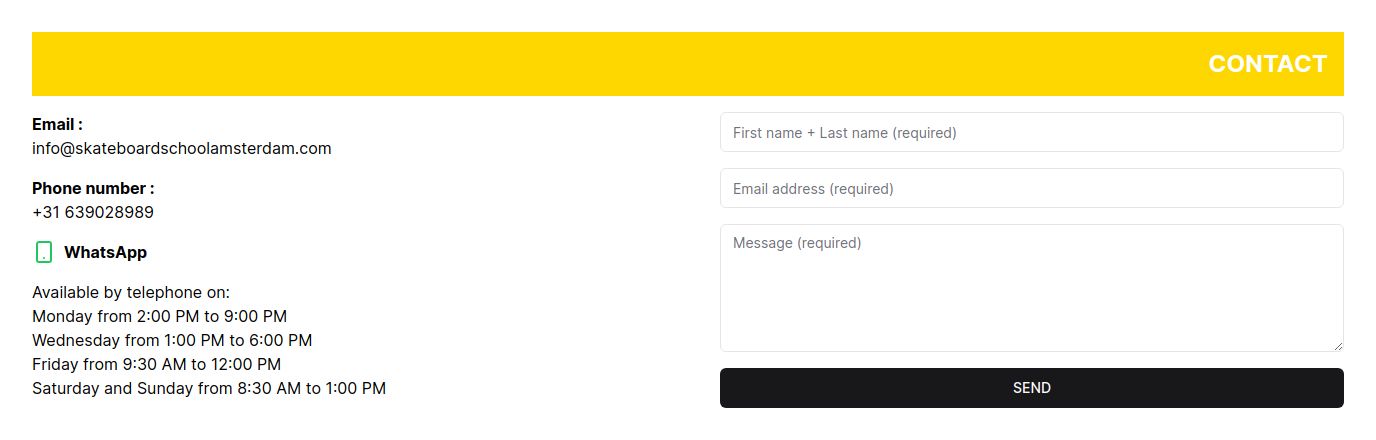 CONTACT
Email :
info@skateboardschoolamsterdam.com
Phone number :
+31 639028989
WhatsApp
Available by telephone on:
Monday from 2:00 PM to 9:00 PM
Wednesday from 1:00 PM to 6:00 PM
Friday from 9:30 AM to 12:00 PM
Saturday and Sunday from 8:30 AM to 1:00 PM
First name + Last name (required)
Email address (required)
Message (required)
SEND